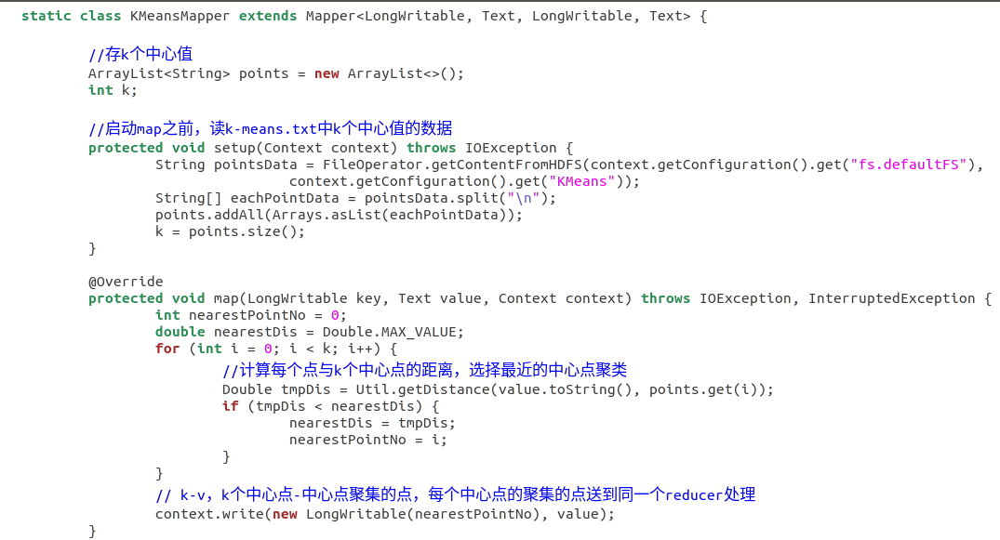 static class KMeansMapper extends Mapper<LongWritable, Text, LongWritable, Text> {
//存k个中心值
ArrayList<String> points = new ArrayList<>();
int k;
//启动map之前，读k-means.txt中k个中心值的数据
protected void setup(Context context) throws IOException {
String pointsData = FileOperator.getContentFromHDFS(context.getConfiguration().get("fs.defaultFS"),
context.getConfiguration().get("KMeans"));
String[] eachPointData = pointsData.split("\n");
points.addAll(Arrays.asList(eachPointData));
k = points.size();
}
@Override
protected void map(LongWritable key, Text value, Context context) throws IOException, InterruptedException {
int nearestPointNo = 0;
double nearestDis = Double.MAX_VALUE;
for (int i = 0; i < k; i++) {
//计算每个点与k个中心点的距离，选择最近的中心点聚类
Double tmpDis = Util.getDistance(value.toString(), points.get(i));
if (tmpDis < nearestDis) {
nearestDis = tmpDis;
nearestPointNo = i;
}
}
// k-v，k个中心点-中心点聚集的点，每个中心点的聚集的点送到同一个reducer处理
context.write(new LongWritable(nearestPointNo), value);
}